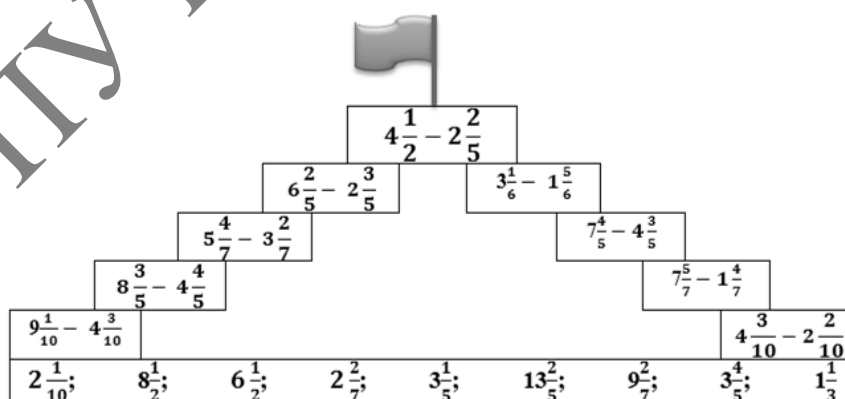 4 1/2 − 2 2/5
6 2/5 − 2 3/5
3 1/6 − 1 5/6
5 4/7 − 3 2/7
7 4/5 − 4 3/5
8 3/5 − 4 4/5
7 5/7 − 1 4/7
9 1/10 − 4 3/10
4 3/10 − 2 2/10
2 1/10; 8 1/2; 6 1/2; 2 2/7; 3 1/5; 13 2/5; 9 2/7; 3 4/5; 1 1/3